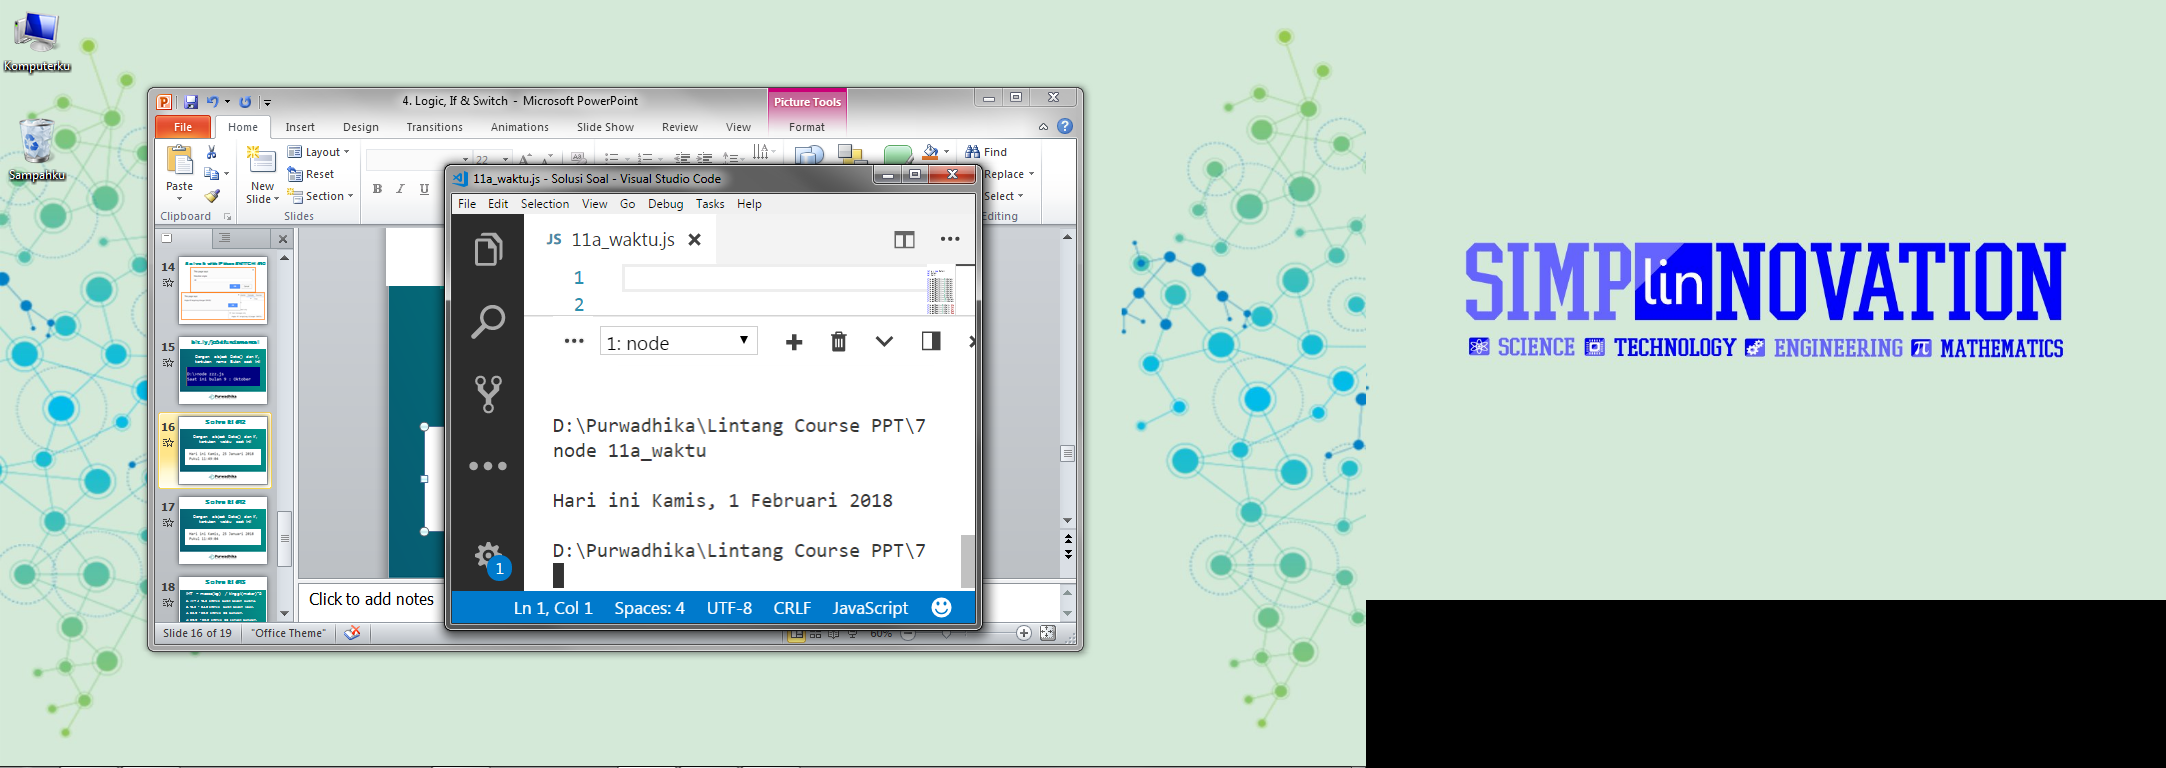 Komputerku
Sampahku
4. Logic, If & Switch - Microsoft PowerPoint
Picture Tools
File Home Insert Design Transitions Animations Slide Show Review View Format
Paste
Clipboard
New
Slide
Layout
Reset
Section
Slides
22
B I U
Find
Replace
Select
Editing
14
15
16
17
18
Click to add notes
Slide 16 of 19 "Office Theme" 60%
11a_waktu.js - Solusi Soal - Visual Studio Code
File Edit Selection View Go Debug Tasks Help
JS 11a_waktu.js
1
2
1: node
D:\Purwadhika\Lintang Course PPT\7
node 11a_waktu
Hari ini Kamis, 1 Februari 2018
D:\Purwadhika\Lintang Course PPT\7
1
Ln 1, Col 1 Spaces: 4 UTF-8 CRLF JavaScript
SIMPlinNOVATION
SCIENCE TECHNOLOGY ENGINEERING MATHEMATICS